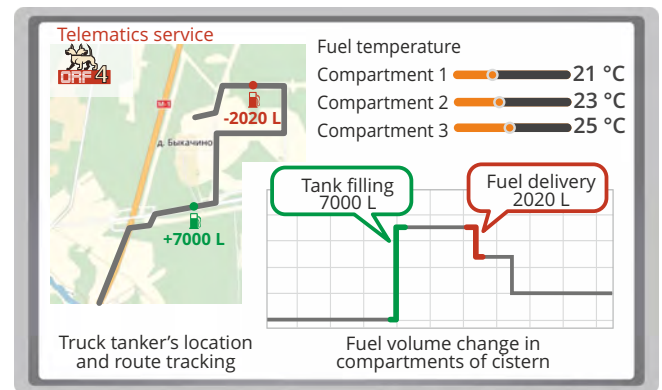 Telematics service
ORF 4
M-1
д. Быкачино
-2020 L
+7000 L
Truck tanker's location
and route tracking
Fuel temperature
Compartment 1 21 °C
Compartment 2 23 °C
Compartment 3 25 °C
Tank filling
7000 L
Fuel delivery
2020 L
Fuel volume change in
compartments of cistern